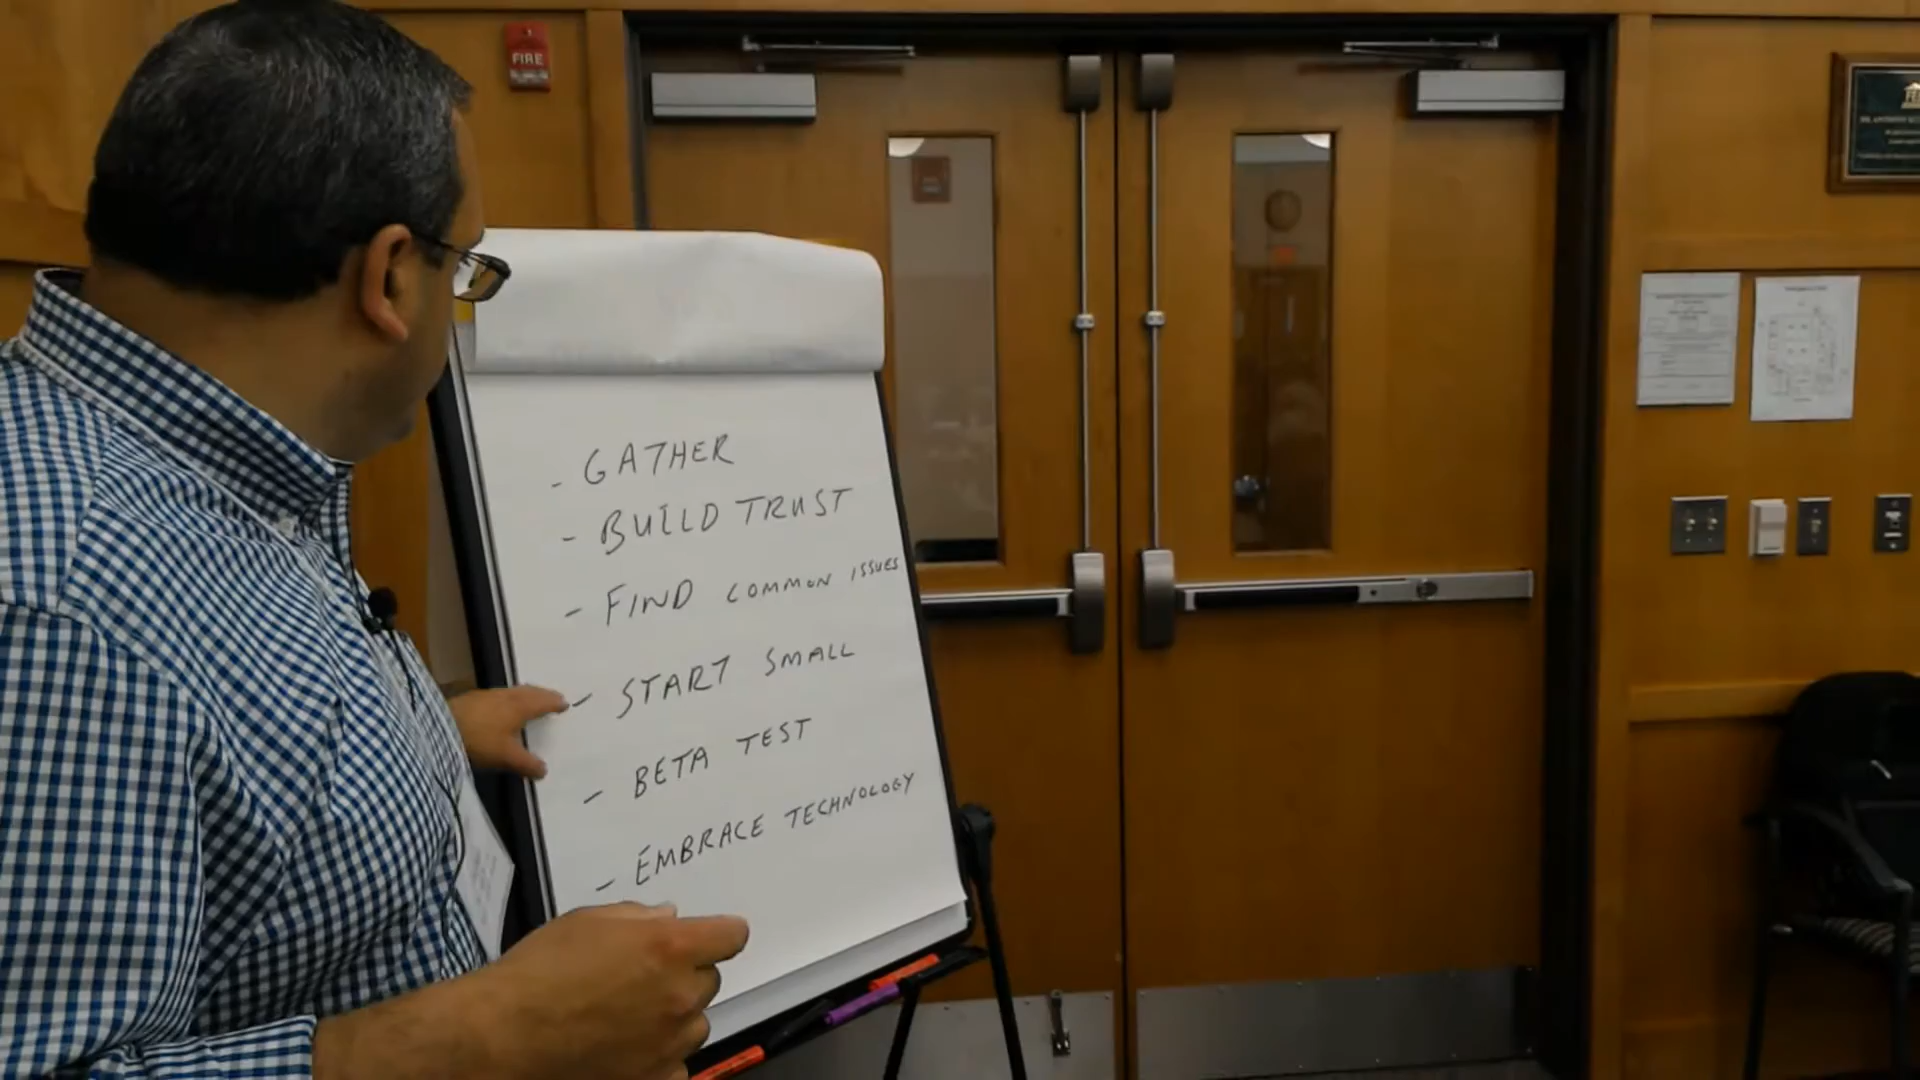 FIRE
- GATHER
- BUILD TRUST
- FIND COMMON ISSUES
- START SMALL
- BETA TEST
- EMBRACE TECHNOLOGY